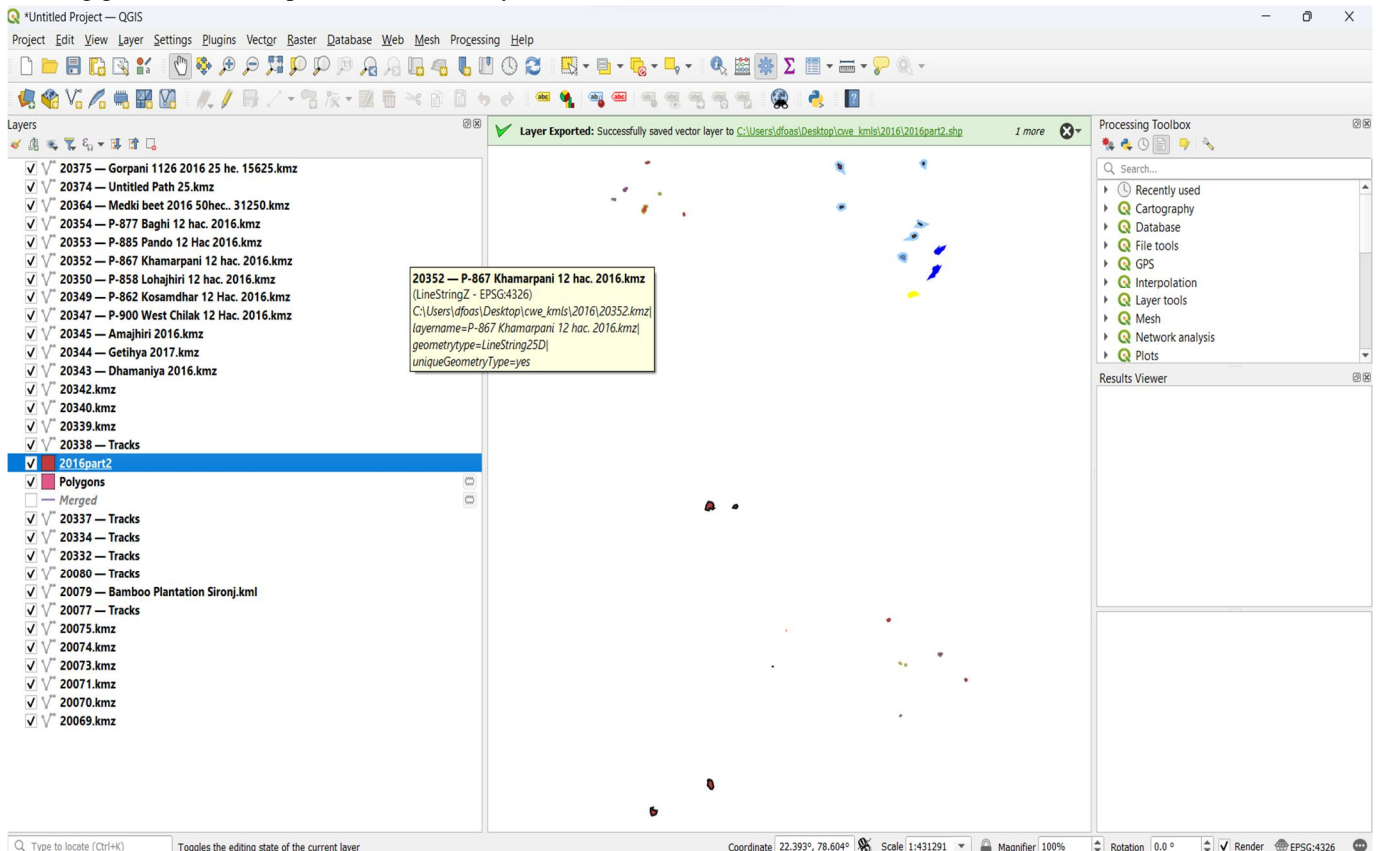 *Untitled Project — QGIS
Project Edit View Layer Settings Plugins Vector Raster Database Web Mesh Processing Help
Layers
20375 — Gorpani 1126 2016 25 he. 15625.kmz
20374 — Untitled Path 25.kmz
20364 — Medki beet 2016 50hec.. 31250.kmz
20354 — P-877 Baghi 12 hac. 2016.kmz
20353 — P-885 Pando 12 Hac 2016.kmz
20352 — P-867 Khamarpani 12 hac. 2016.kmz
20350 — P-858 Lohajhiri 12 hac. 2016.kmz
20349 — P-862 Kosamdhar 12 Hac. 2016.kmz
20347 — P-900 West Chilak 12 Hac. 2016.kmz
20345 — Amajhiri 2016.kmz
20344 — Getihya 2017.kmz
20343 — Dhamaniya 2016.kmz
20342.kmz
20340.kmz
20339.kmz
20338 — Tracks
2016part2
Polygons
Merged
20337 — Tracks
20334 — Tracks
20332 — Tracks
20080 — Tracks
20079 — Bamboo Plantation Sironj.kml
20077 — Tracks
20075.kmz
20074.kmz
20073.kmz
20071.kmz
20070.kmz
20069.kmz
Layer Exported: Successfully saved vector layer to C:\Users\dfoas\Desktop\cwe_kmls\2016\2016part2.shp 1 more
20352 — P-867 Khamarpani 12 hac. 2016.kmz
(LineStringZ - EPSG:4326)
C:\Users\dfoas\Desktop\cwe_kmls\2016\20352.kmz|
layername=P-867 Khamarpani 12 hac. 2016.kmz|
geometrytype=LineString25D|
uniqueGeometryType=yes
Processing Toolbox
Search...
Recently used
Cartography
Database
File tools
GPS
Interpolation
Layer tools
Mesh
Network analysis
Plots
Results Viewer
Type to locate (Ctrl+K) Toggles the editing state of the current layer Coordinate 22.393°, 78.604° Scale 1:431291 Magnifier 100% Rotation 0.0 ° Render EPSG:4326